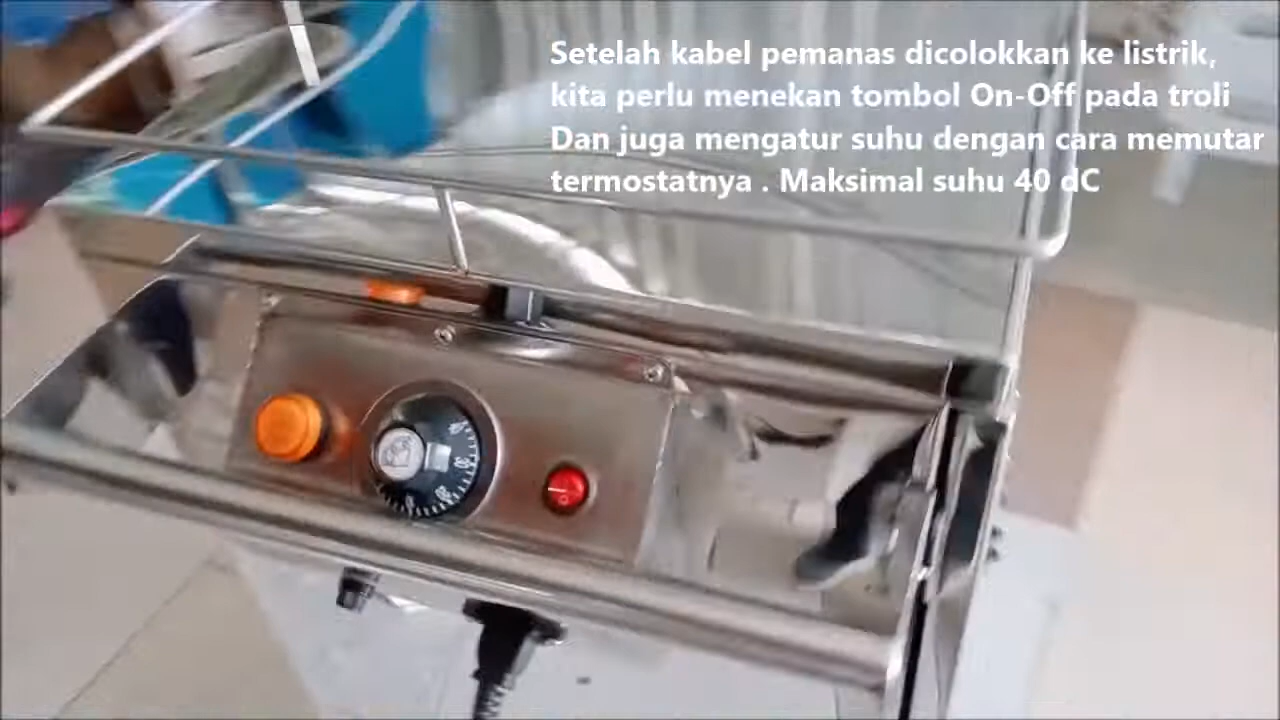 Setelah kabel pemanas dicolokkan ke listrik,
kita perlu menekan tombol On-Off pada troli
Dan juga mengatur suhu dengan cara memutar
termostatnya . Maksimal suhu 40 dC